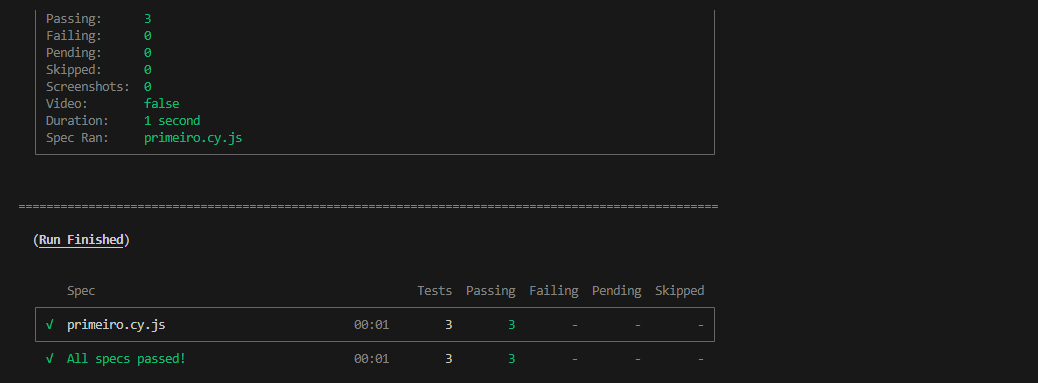 Passing: 3
Failing: 0
Pending: 0
Skipped: 0
Screenshots: 0
Video: false
Duration: 1 second
Spec Ran: primeiro.cy.js
====================================================================================================
(Run Finished)
Spec Tests Passing Failing Pending Skipped
√ primeiro.cy.js 00:01 3 3 - - -
√ All specs passed! 00:01 3 3 - - -